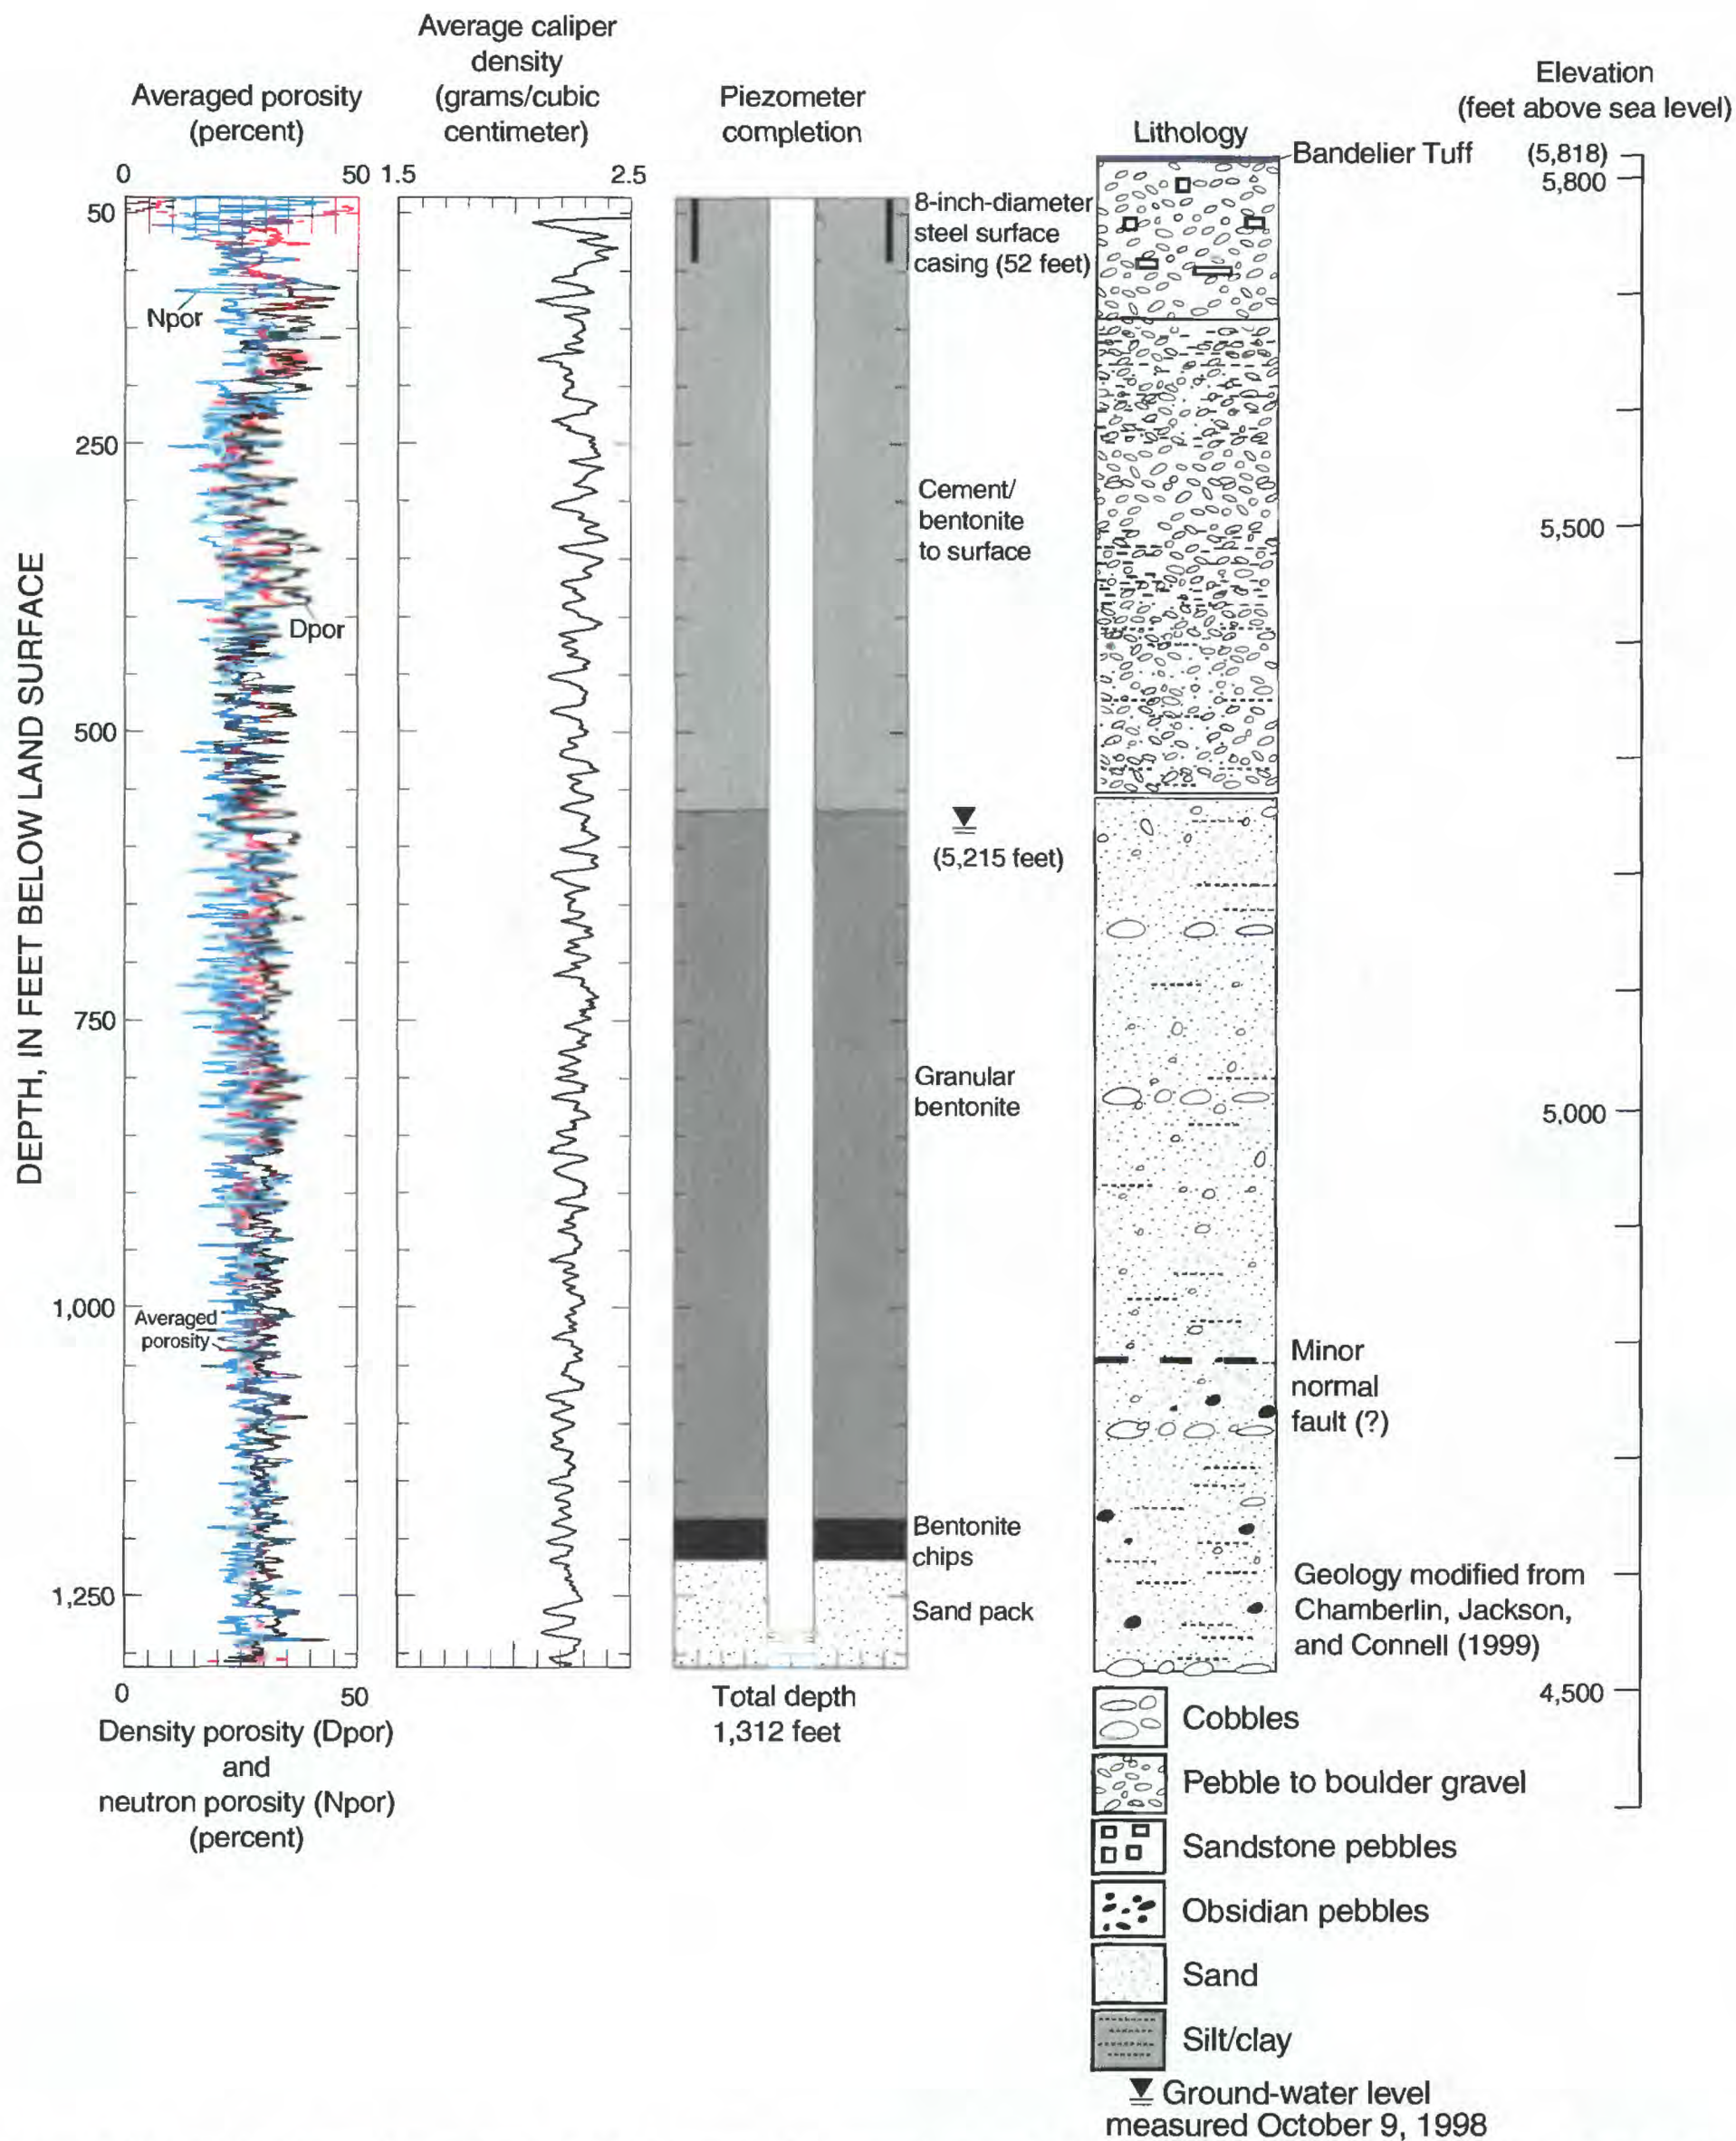 Averaged porosity
(percent)
0
50
Average caliper
density
(grams/cubic
centimeter)
1.5
2.5
Piezometer
completion
Lithology
Elevation
(feet above sea level)
Bandelier Tuff
(5,818)
5,800
5,500
5,000
4,500
DEPTH, IN FEET BELOW LAND SURFACE
50
250
500
750
1,000
1,250
Npor
Dpor
Averaged
porosity
8-inch-diameter
steel surface
casing (52 feet)
Cement/
bentonite
to surface
(5,215 feet)
Granular
bentonite
Bentonite
chips
Sand pack
Minor
normal
fault (?)
Geology modified from
Chamberlin, Jackson,
and Connell (1999)
0
50
Density porosity (Dpor)
and
neutron porosity (Npor)
(percent)
Total depth
1,312 feet
Cobbles
Pebble to boulder gravel
Sandstone pebbles
Obsidian pebbles
Sand
Silt/clay
Ground-water level
measured October 9, 1998